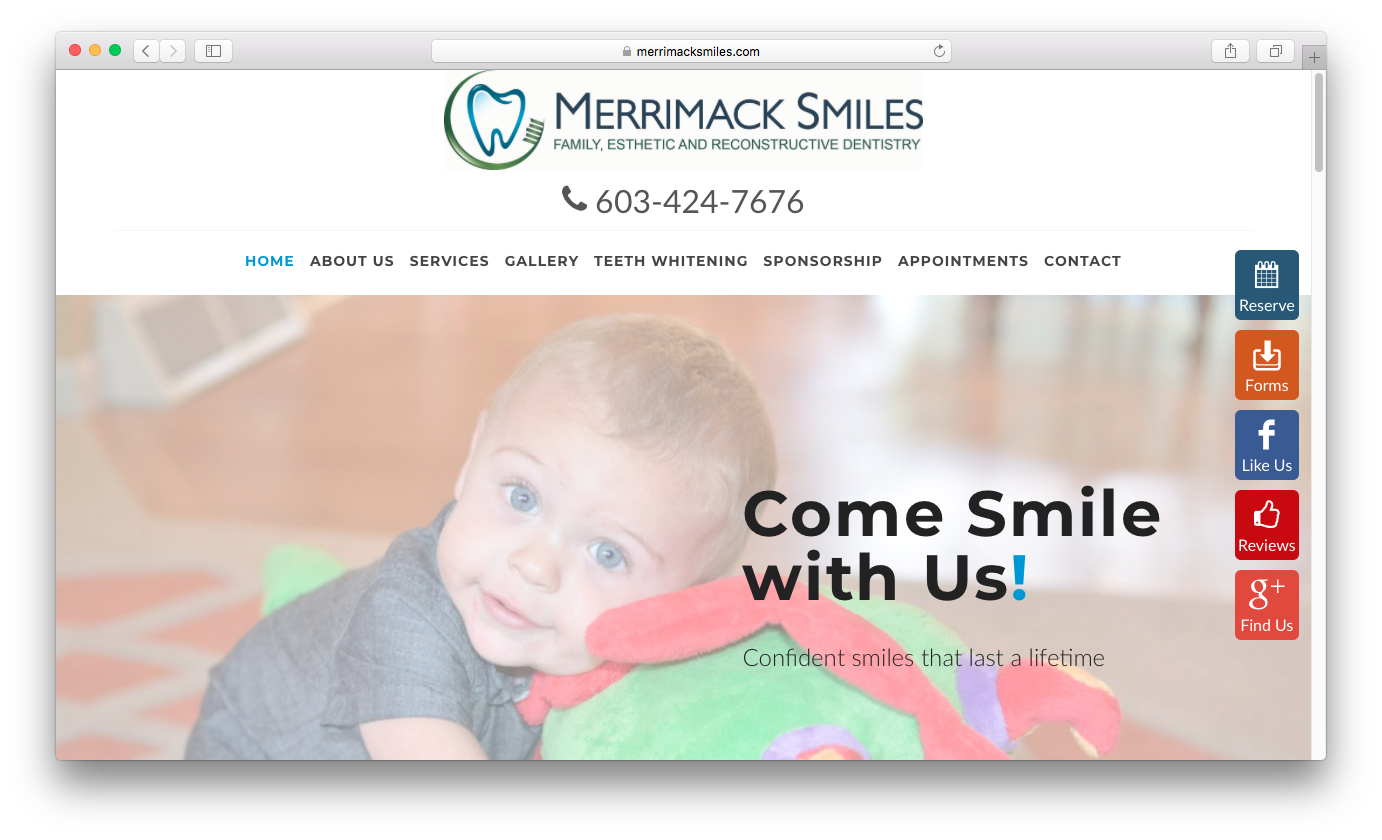 merrimacksmiles.com
MERRIMACK SMILES
FAMILY, ESTHETIC AND RECONSTRUCTIVE DENTISTRY
603-424-7676
HOME ABOUT US SERVICES GALLERY TEETH WHITENING SPONSORSHIP APPOINTMENTS CONTACT
Reserve
Forms
f
Like Us
Reviews
g+
Find Us
Come Smile
with Us!
Confident smiles that last a lifetime